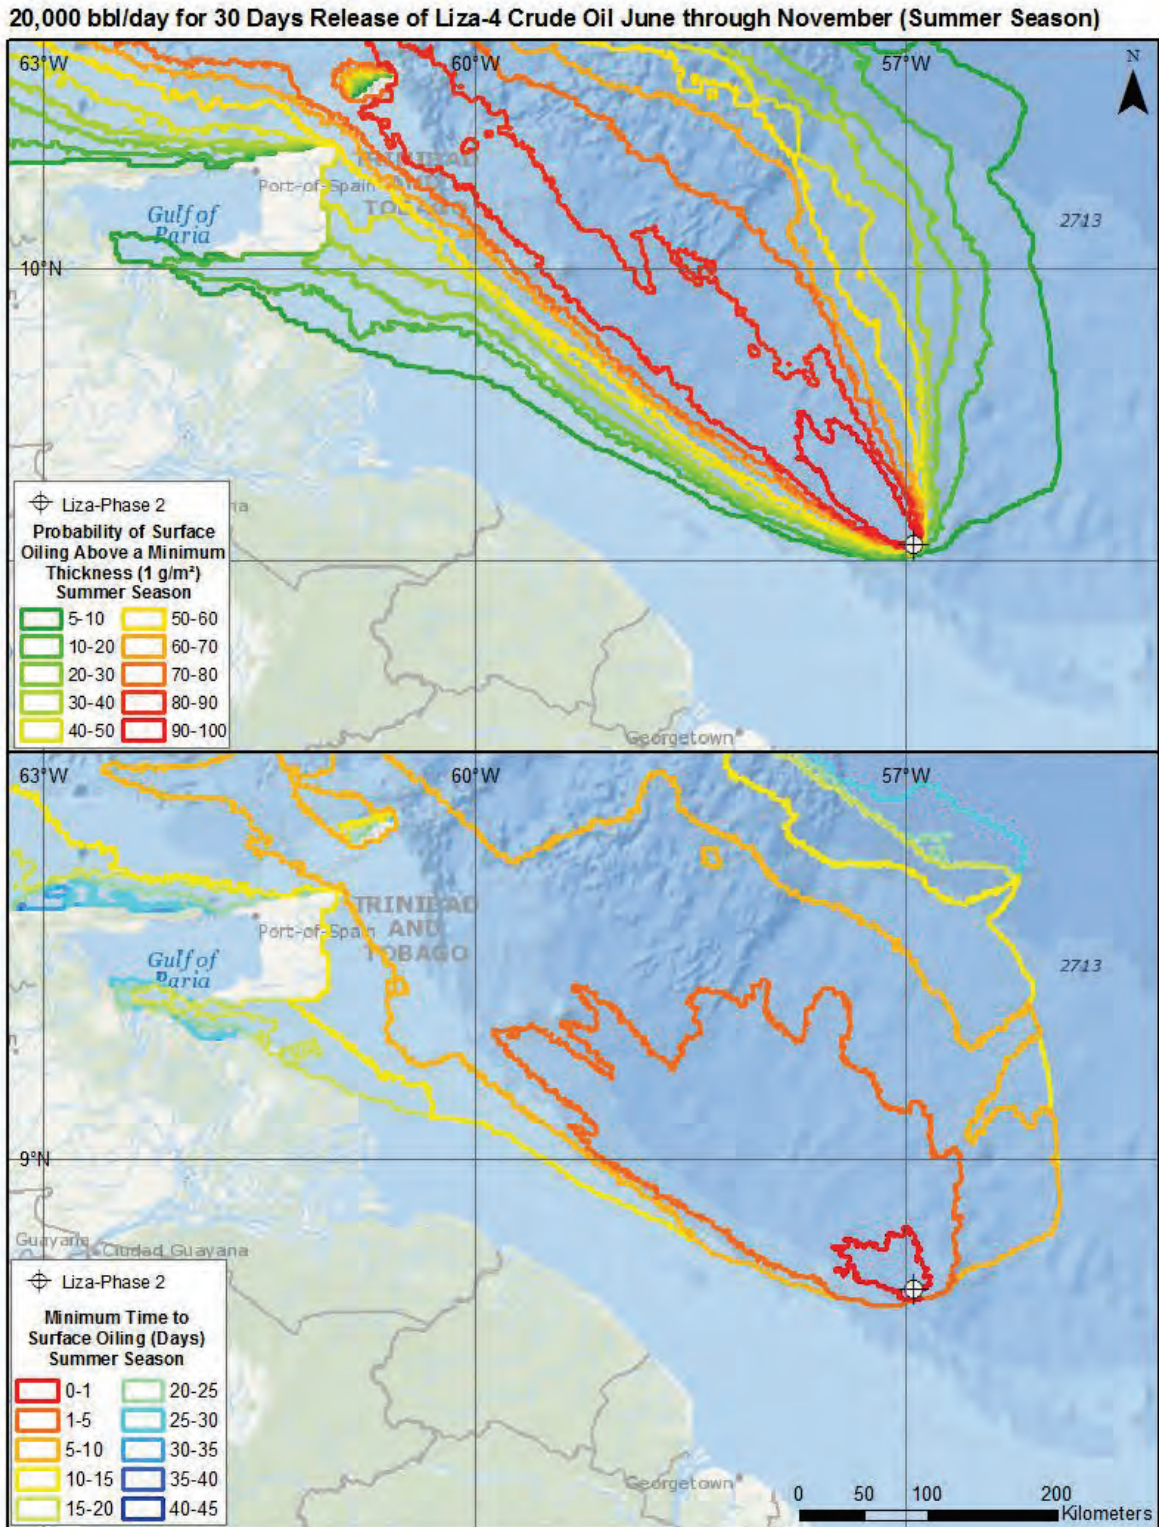 20,000 bbl/day for 30 Days Release of Liza-4 Crude Oil June through November (Summer Season)
63°W
60°W
57°W
N
TRINIDAD
AND
TOBAGO
Port-of-Spain
Gulf of
Paria
2713
10°N
Liza-Phase 2
Probability of Surface
Oiling Above a Minimum
Thickness (1 g/m²)
Summer Season
5-10
50-60
10-20
60-70
20-30
70-80
30-40
80-90
40-50
90-100
na
Georgetown
63°W
60°W
57°W
TRINIDAD
AND
TOBAGO
Port-of-Spain
Gulf of
Paria
2713
9°N
Guayana
Ciudad Guayana
Liza-Phase 2
Minimum Time to
Surface Oiling (Days)
Summer Season
0-1
20-25
1-5
25-30
5-10
30-35
10-15
35-40
15-20
40-45
Georgetown
0 50 100 200
Kilometers